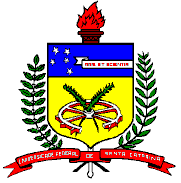 ARS ET SCIENTIA
UNIVERSIDADE FEDERAL DE SANTA CATARINA